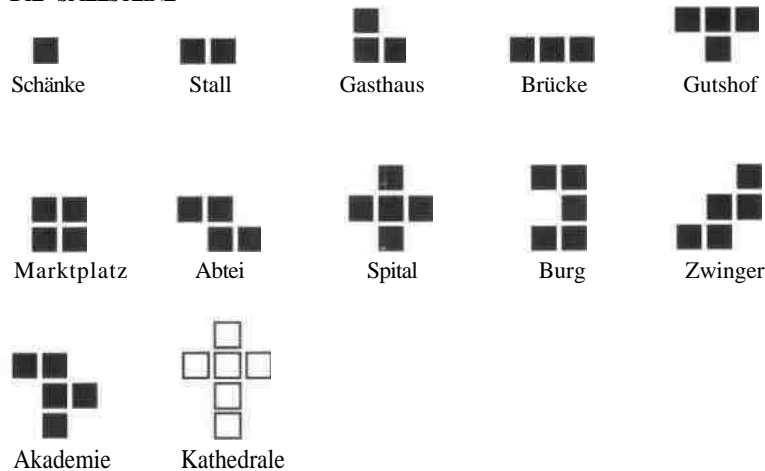 Schänke Stall Gasthaus Brücke Gutshof
Marktplatz Abtei Spital Burg Zwinger
Akademie Kathedrale